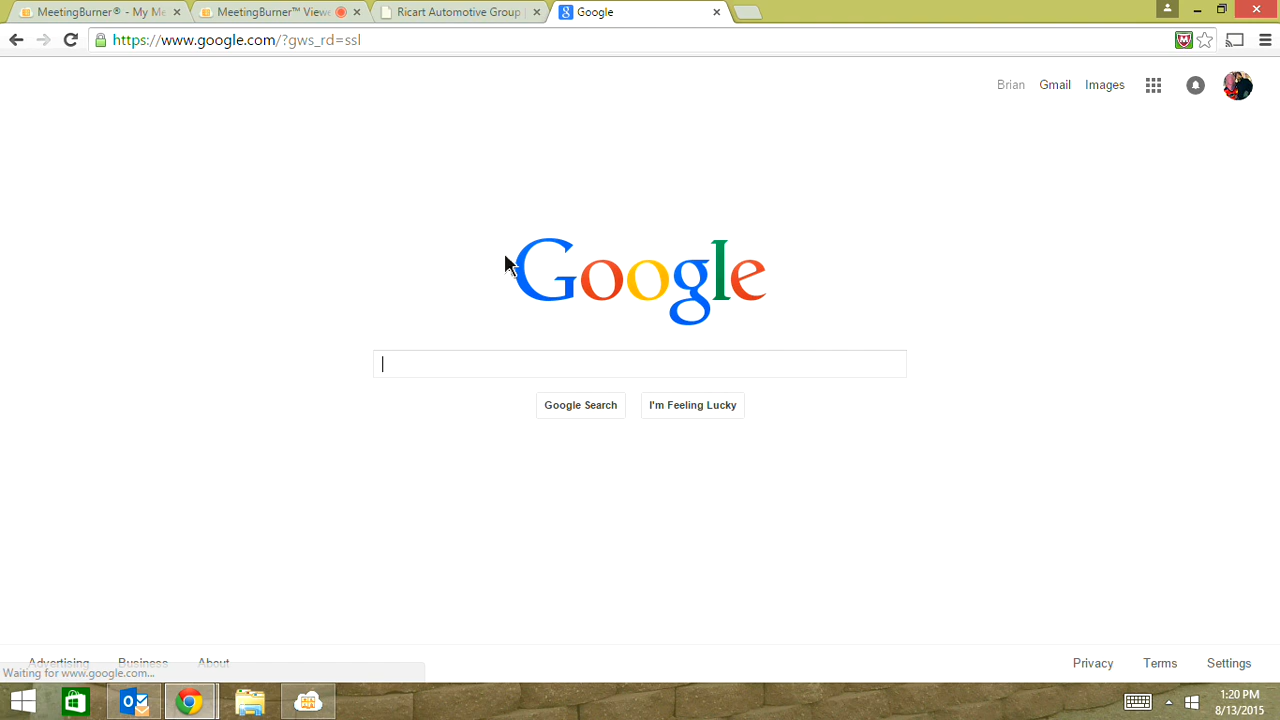 MeetingBurner® - My Me
MeetingBurner™ Viewe
Ricart Automotive Group
Google
https://www.google.com/?gws_rd=ssl
Brian
Gmail
Images
Google
Google Search
I'm Feeling Lucky
Advertising
Business
About
Privacy
Terms
Settings
Waiting for www.google.com...
1:20 PM
8/13/2015